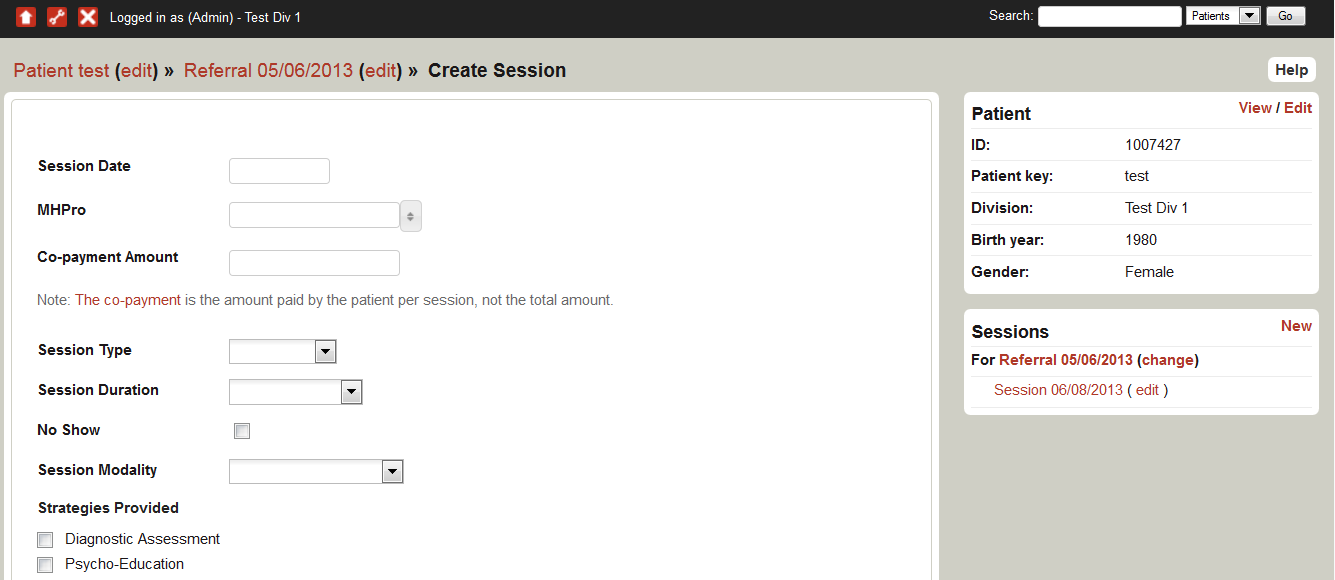 Logged in as (Admin) - Test Div 1
Search:
Patients
Go
Patient test (edit) » Referral 05/06/2013 (edit) » Create Session
Help
Session Date
MHPro
Co-payment Amount
Note: The co-payment is the amount paid by the patient per session, not the total amount.
Session Type
Session Duration
No Show
Session Modality
Strategies Provided
Diagnostic Assessment
Psycho-Education
Patient
View / Edit
ID: 1007427
Patient key: test
Division: Test Div 1
Birth year: 1980
Gender: Female
Sessions
New
For Referral 05/06/2013 (change)
Session 06/08/2013 ( edit )